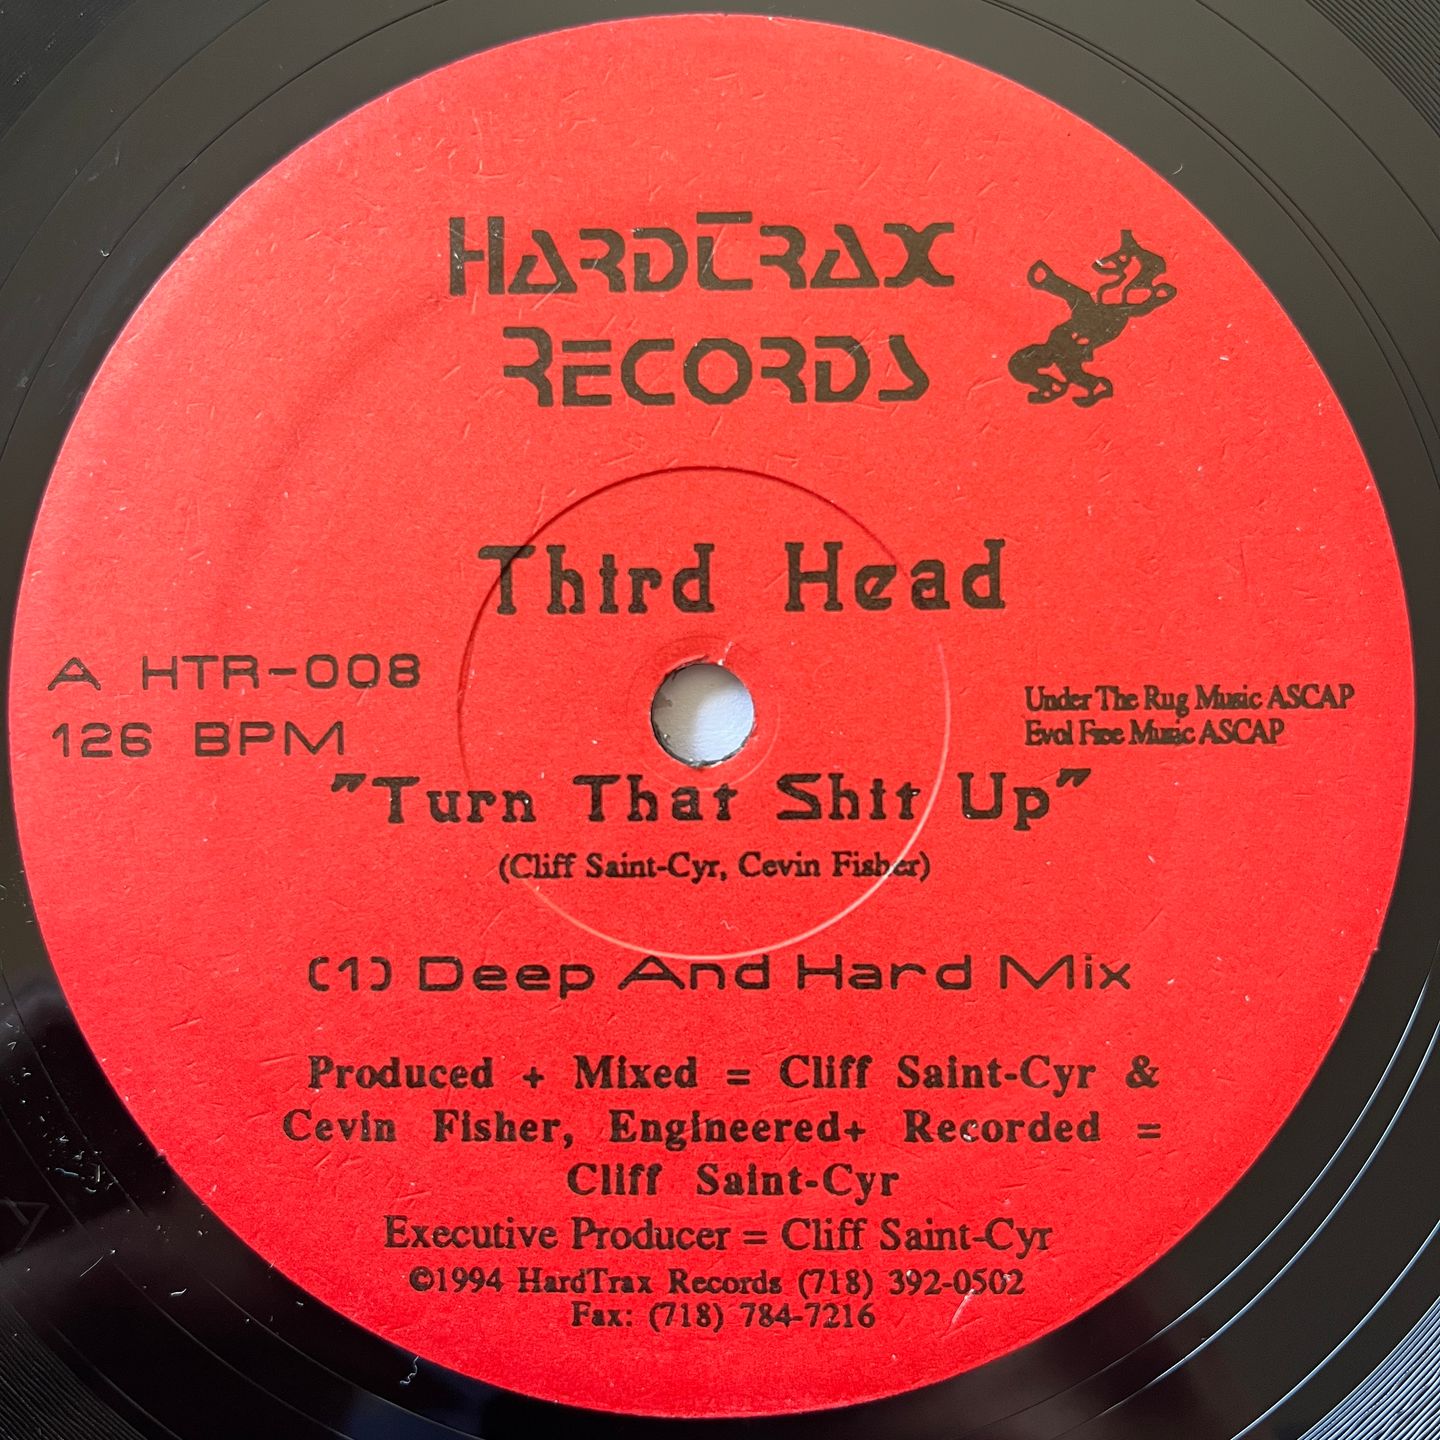 HardTrax
Records
Third Head
A HTR-008
126 BPM
Under The Rug Music ASCAP
Evol Free Music ASCAP
"Turn That Shit Up"
(Cliff Saint-Cyr, Cevin Fisher)
(1) Deep And Hard Mix
Produced + Mixed = Cliff Saint-Cyr &
Cevin Fisher, Engineered+ Recorded =
Cliff Saint-Cyr
Executive Producer = Cliff Saint-Cyr
©1994 HardTrax Records (718) 392-0502
Fax: (718) 784-7216